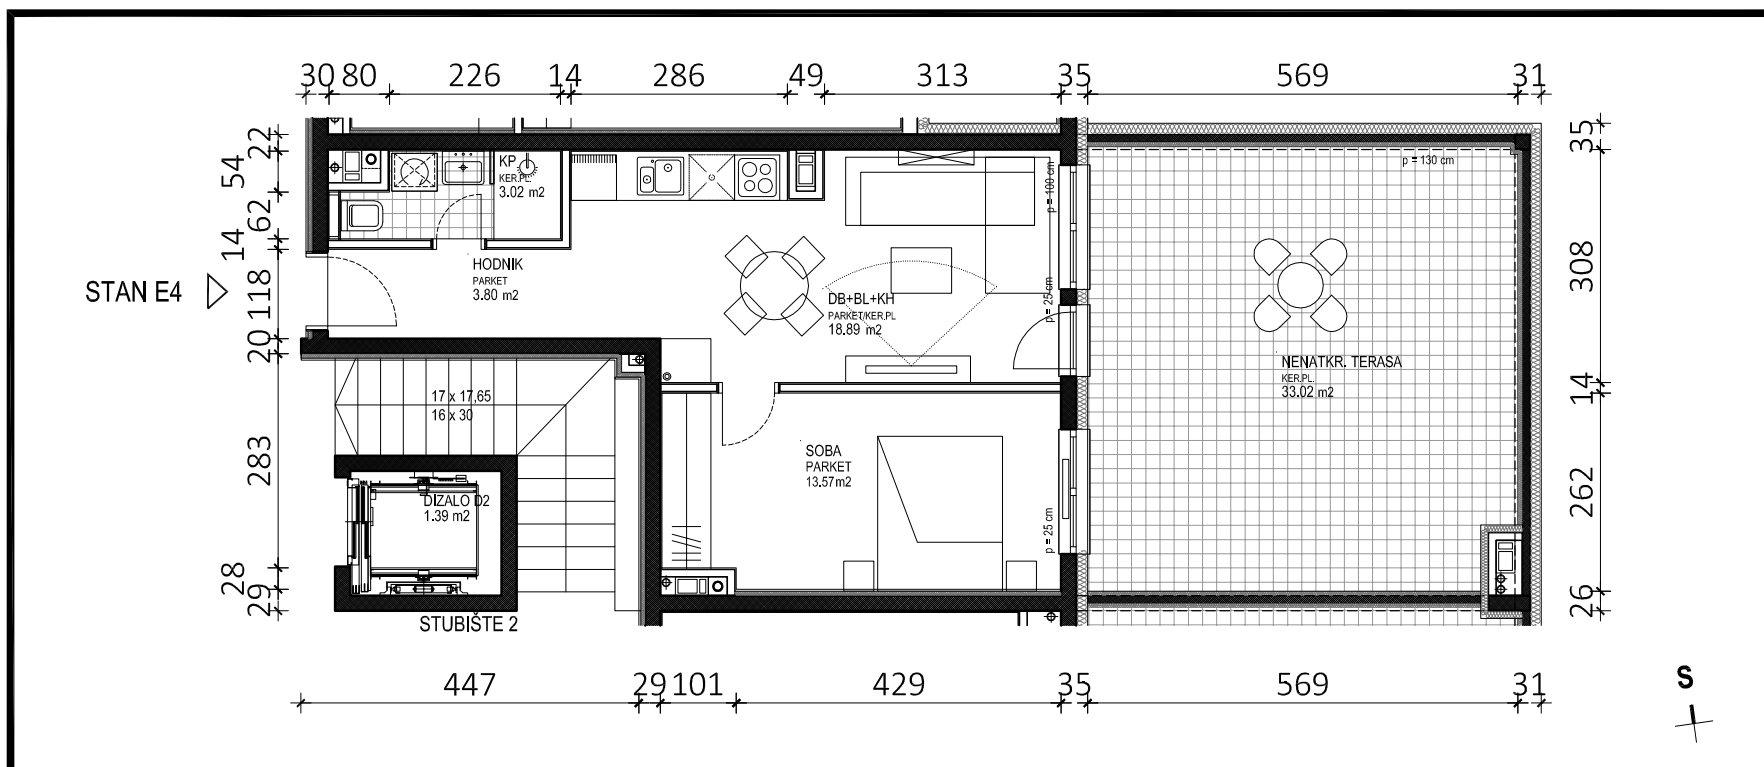 30 80 226 14 286 49 313 35 569 31
22
54
62
14
118
20
283
28
29
35
308
14
262
26
KP
KER.PL.
3.02 m2
p = 130 cm
p = 100 cm
HODNIK
PARKET
3.80 m2
STAN E4
DB+BL+KH
PARKET/KER.PL
18.89 m2
p = 25 cm
NENATKR. TERASA
KER.PL.
33.02 m2
17 x 17,65
16 x 30
SOBA
PARKET
13.57m2
DIZALO D2
1.39 m2
p = 25 cm
STUBIŠTE 2
447 29 101 429 35 569 31
S